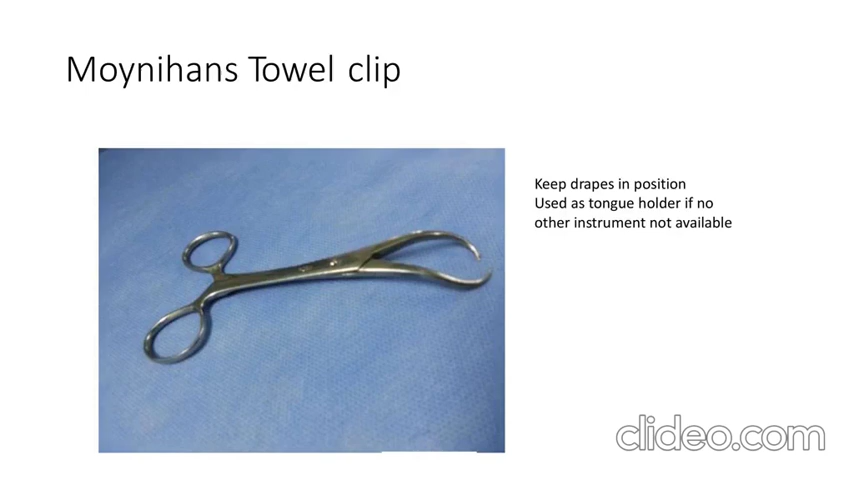 Moynihans Towel clip
Keep drapes in position
Used as tongue holder if no
other instrument not available
clideo.com